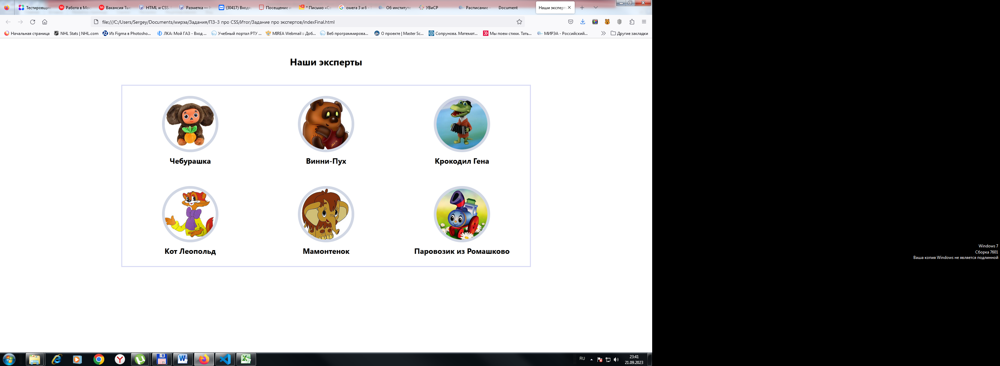 Тестировщик
Работа в Мос
Вакансия Тью
HTML и CSS.
Разметка —
(30417) Входя
Посещение и
* Письмо «Со
омега 3 и 6 -
Об институте
УВиСР
Расписание -
Document
Наши эксперт
file:///C:/Users/Sergey/Documents/мирэа/Задания/ПЗ-3 про CSS/Итог/Задание про экспертов/indexFinal.html
Начальная страница
NHL Stats | NHL.com
Из Figma в Photosho...
ЛКА: Мой ГАЗ - Вход ...
Учебный портал РТУ ...
MIREA Webmail :: Доб...
Веб программирова...
О проекте | Master Sc...
Сопрунова. Математ...
Мы поем стихи. Тать...
МИРЭА - Российский...
Другие закладки
Наши эксперты
Чебурашка
Винни-Пух
Крокодил Гена
Кот Леопольд
Мамонтенок
Паровозик из Ромашково
Windows 7
Сборка 7601
Ваша копия Windows не является подлинной
RU
23:41
21.09.2023